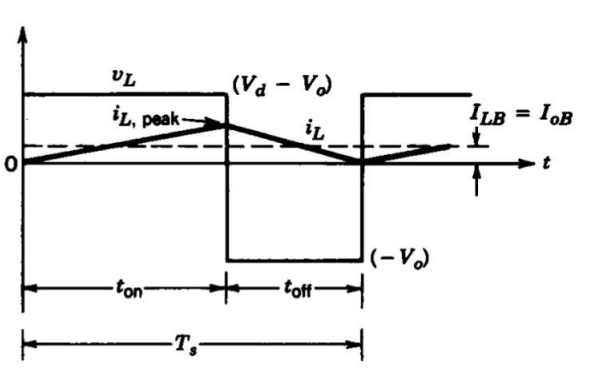 v_L
(V_d − V_o)
i_L, peak
i_L
I_LB = I_oB
0
t
(−V_o)
t_on
t_off
T_s